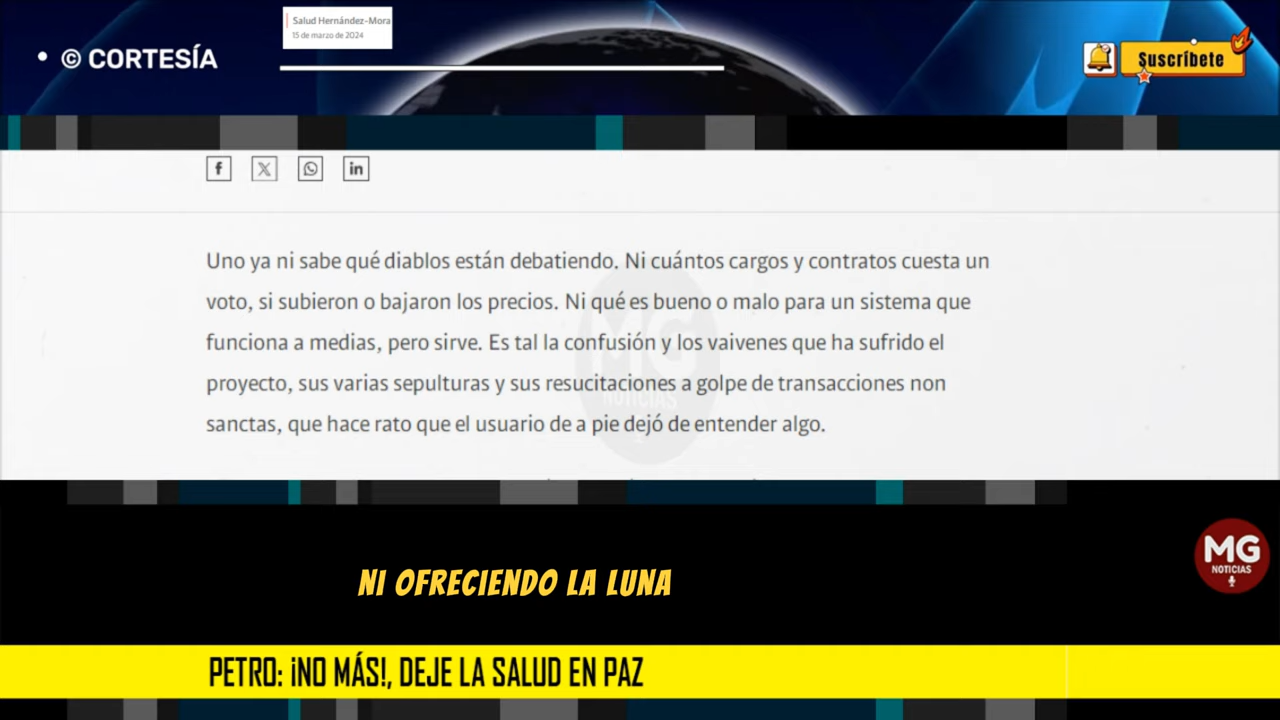 Salud Hernández-Mora
15 de marzo de 2024
• © CORTESÍA
Suscríbete
f X in
Uno ya ni sabe qué diablos están debatiendo. Ni cuántos cargos y contratos cuesta un
voto, si subieron o bajaron los precios. Ni qué es bueno o malo para un sistema que
funciona a medias, pero sirve. Es tal la confusión y los vaivenes que ha sufrido el
proyecto, sus varias sepulturas y sus resucitaciones a golpe de transacciones non
sanctas, que hace rato que el usuario de a pie dejó de entender algo.
MG
NOTICIAS
NI OFRECIENDO LA LUNA
MG
NOTICIAS
PETRO: ¡NO MÁS!, DEJE LA SALUD EN PAZ